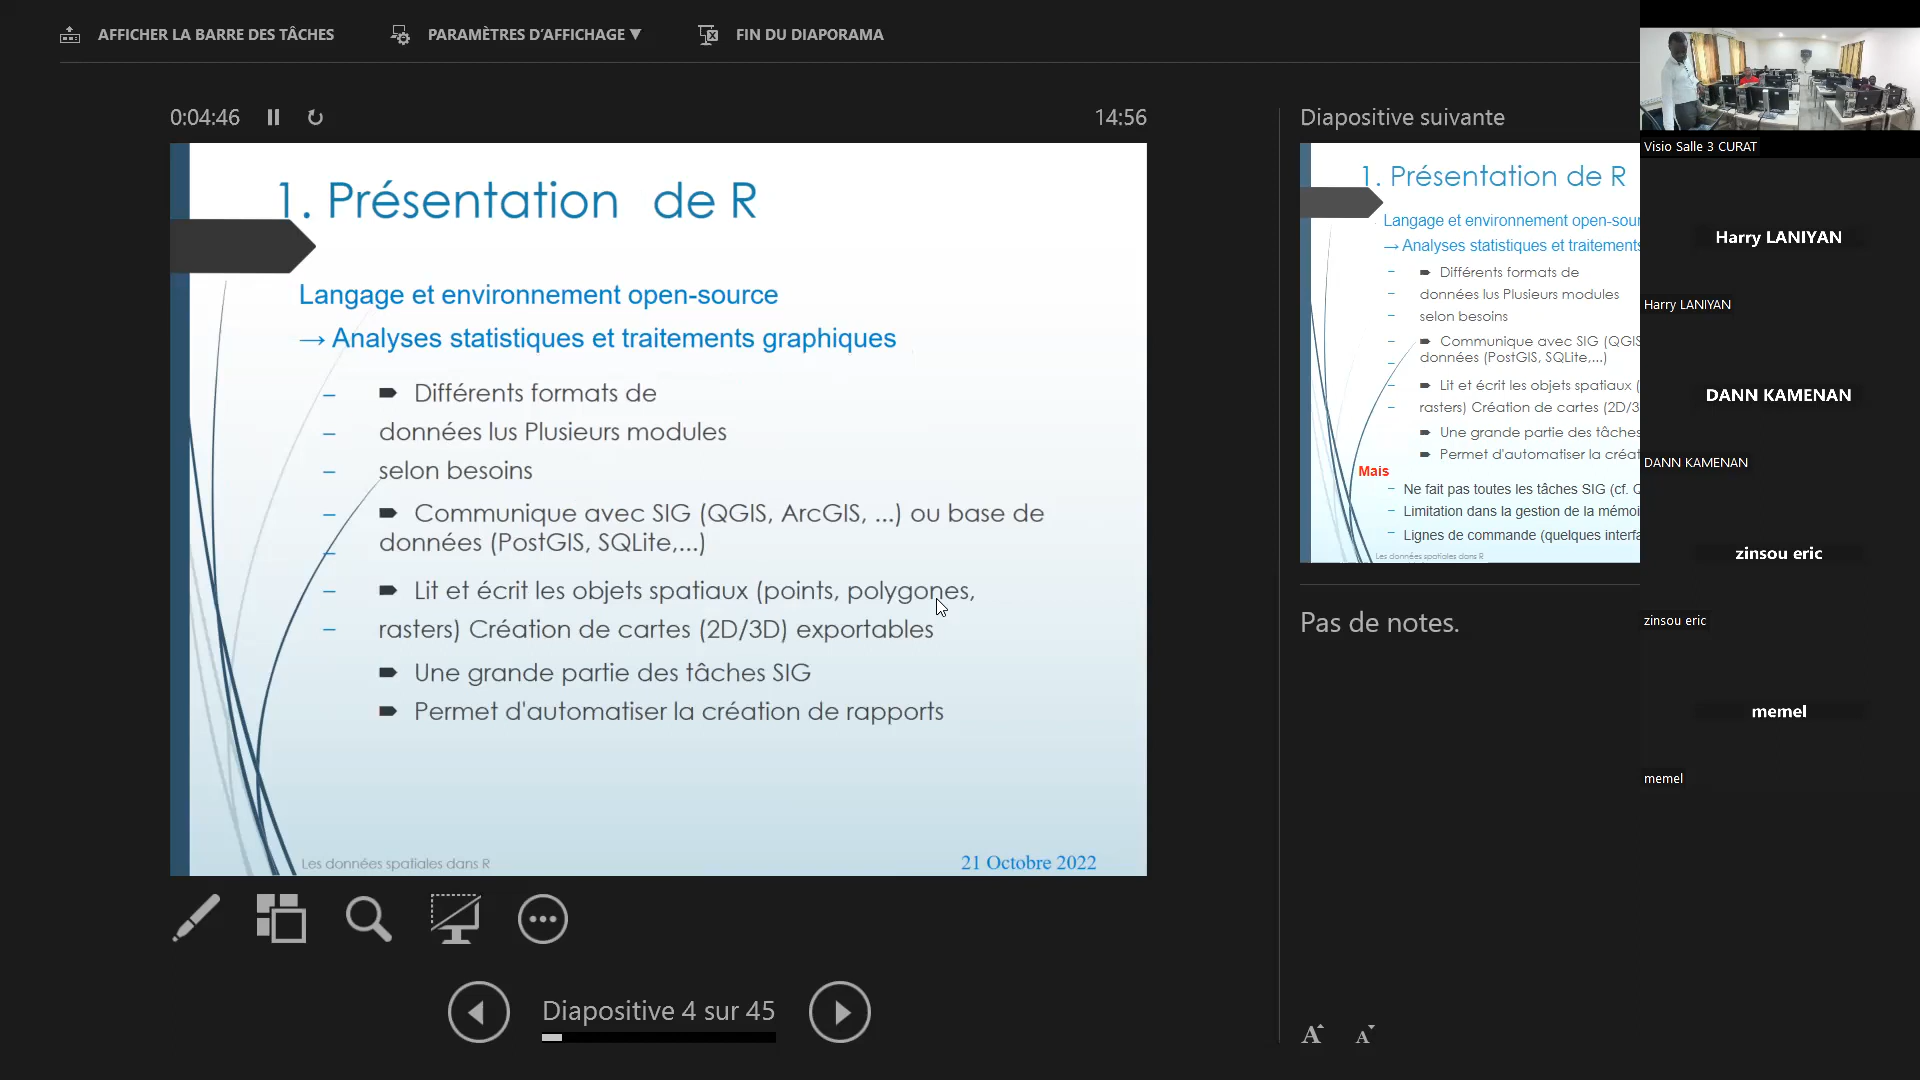 AFFICHER LA BARRE DES TÂCHES
PARAMÈTRES D'AFFICHAGE ▼
FIN DU DIAPORAMA
0:04:46
14:56
1. Présentation de R
Langage et environnement open-source
→ Analyses statistiques et traitements graphiques
– Différents formats de
– données lus Plusieurs modules
– selon besoins
– Communique avec SIG (QGIS, ArcGIS, ...) ou base de
– données (PostGIS, SQLite,...)
– Lit et écrit les objets spatiaux (points, polygones,
– rasters) Création de cartes (2D/3D) exportables
Une grande partie des tâches SIG
Permet d'automatiser la création de rapports
Les données spatiales dans R
21 Octobre 2022
Diapositive 4 sur 45
Diapositive suivante
1. Présentation de R
Langage et environnement open-sour
→ Analyses statistiques et traitements
– Différents formats de
– données lus Plusieurs modules
– selon besoins
– Communique avec SIG (QGIS
– données (PostGIS, SQLite,...)
– Lit et écrit les objets spatiaux (
– rasters) Création de cartes (2D/3
Une grande partie des tâches
Permet d'automatiser la créat
Mais
– Ne fait pas toutes les tâches SIG (cf. Q
– Limitation dans la gestion de la mémoi
– Lignes de commande (quelques interfa
Les données spatiales dans R
Pas de notes.
A A
Visio Salle 3 CURAT
Harry LANIYAN
Harry LANIYAN
DANN KAMENAN
DANN KAMENAN
zinsou eric
zinsou eric
memel
memel